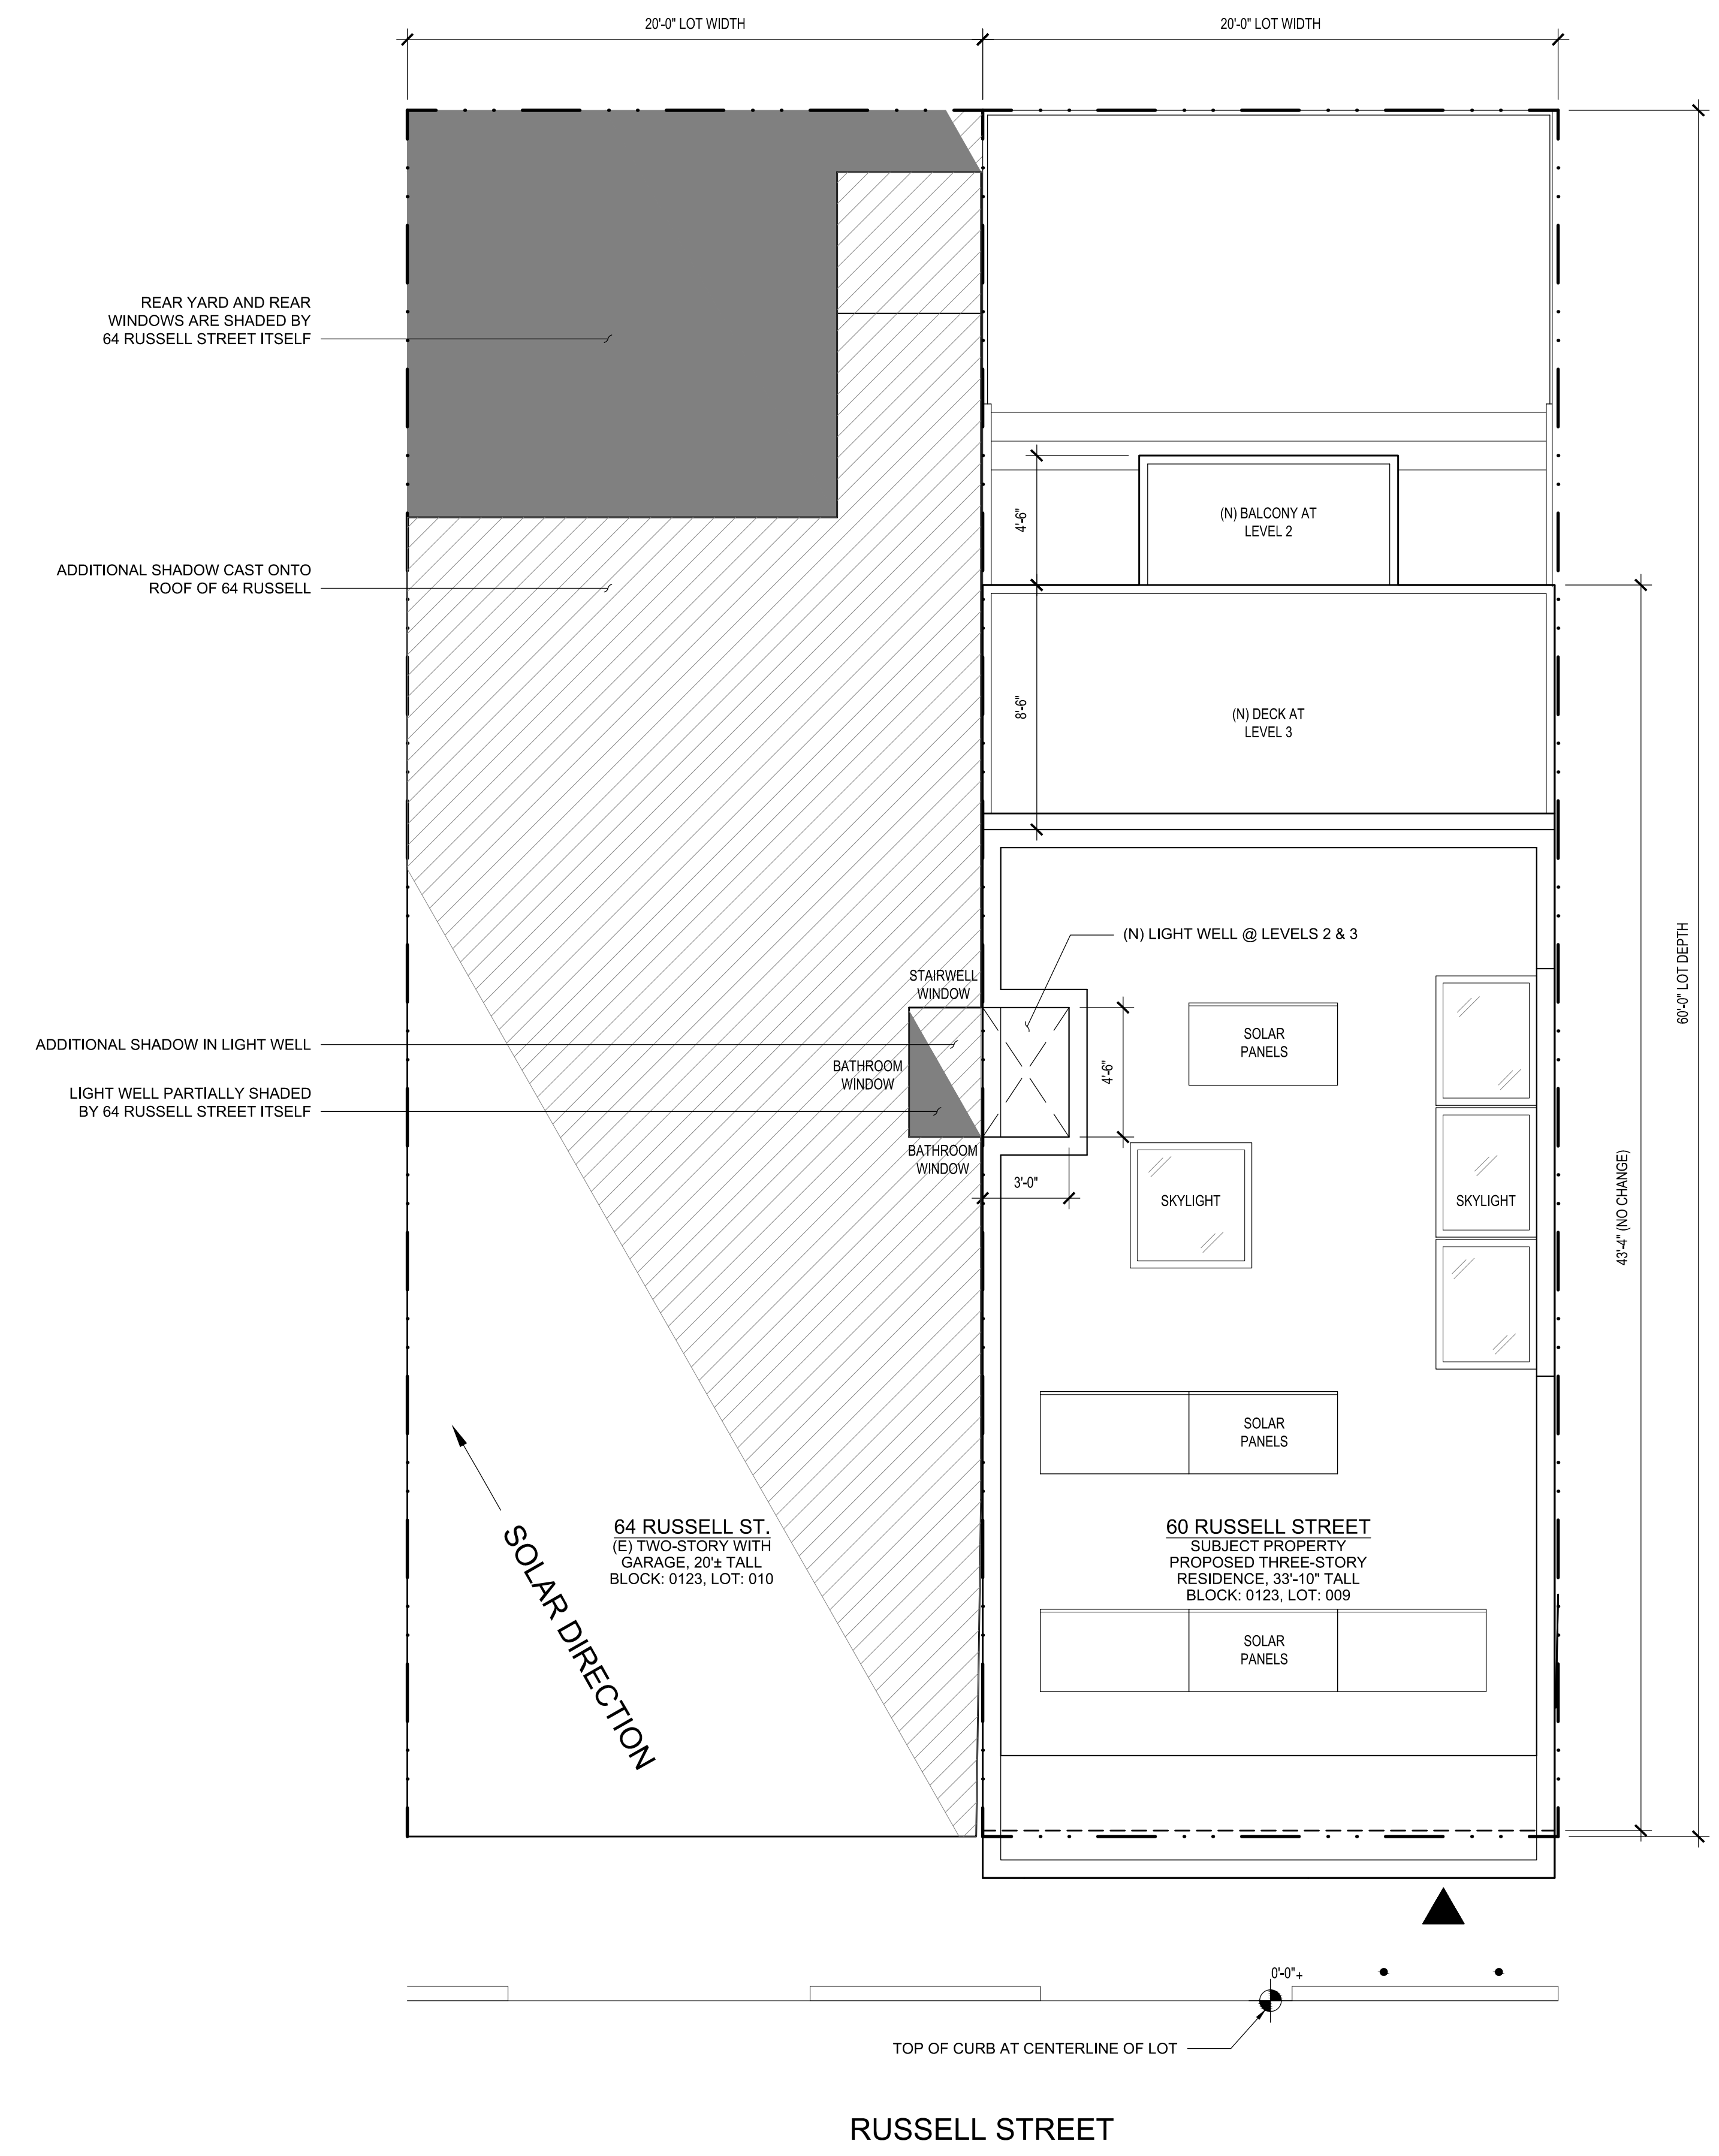 20'-0" LOT WIDTH
20'-0" LOT WIDTH
REAR YARD AND REAR
WINDOWS ARE SHADED BY
64 RUSSELL STREET ITSELF
4'-6"
(N) BALCONY AT
LEVEL 2
ADDITIONAL SHADOW CAST ONTO
ROOF OF 64 RUSSELL
8'-6"
(N) DECK AT
LEVEL 3
(N) LIGHT WELL @ LEVELS 2 & 3
60'-0" LOT DEPTH
STAIRWELL
WINDOW
ADDITIONAL SHADOW IN LIGHT WELL
SOLAR
PANELS
BATHROOM
WINDOW
4'-6"
LIGHT WELL PARTIALLY SHADED
BY 64 RUSSELL STREET ITSELF
BATHROOM
WINDOW
3'-0"
SKYLIGHT
SKYLIGHT
43'-4" (NO CHANGE)
SOLAR
PANELS
SOLAR DIRECTION
64 RUSSELL ST.
(E) TWO-STORY WITH
GARAGE, 20'± TALL
BLOCK: 0123, LOT: 010
60 RUSSELL STREET
SUBJECT PROPERTY
PROPOSED THREE-STORY
RESIDENCE, 33'-10" TALL
BLOCK: 0123, LOT: 009
SOLAR
PANELS
0'-0"+
TOP OF CURB AT CENTERLINE OF LOT
RUSSELL STREET